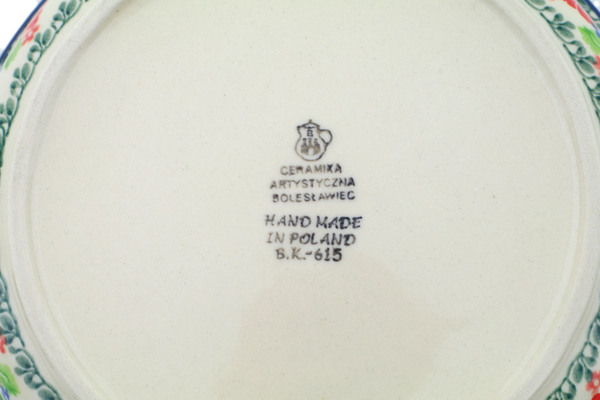 CERAMIKA
ARTYSTYCZNA
BOLESŁAWIEC
HAND MADE
IN POLAND
B.K.-615